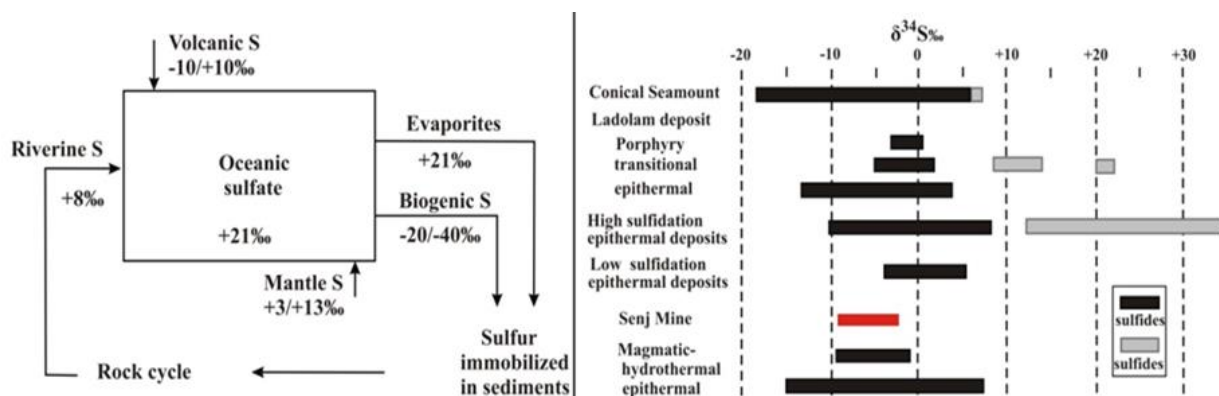 Volcanic S
-10/+10‰
Riverine S
+8‰
Oceanic
sulfate
+21‰
Evaporites
+21‰
Biogenic S
-20/-40‰
Mantle S
+3/+13‰
Rock cycle
Sulfur
immobilized
in sediments
δ³⁴S‰
-20 -10 0 +10 +20 +30
Conical Seamount
Ladolam deposit
Porphyry
transitional
epithermal
High sulfidation
epithermal deposits
Low sulfidation
epithermal deposits
Senj Mine
Magmatic-
hydrothermal
epithermal
sulfides
sulfides